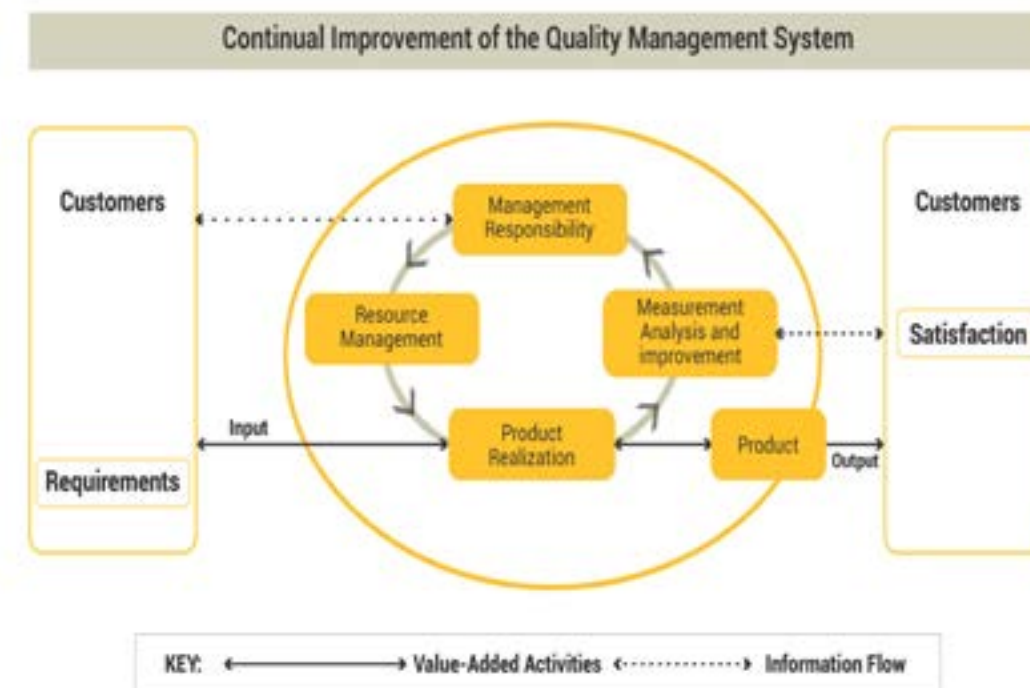 Continual Improvement of the Quality Management System
Customers
Requirements
Input
Management
Responsibility
Resource
Management
Measurement
Analysis and
improvement
Product
Realization
Product
Output
Customers
Satisfaction
KEY: Value-Added Activities Information Flow